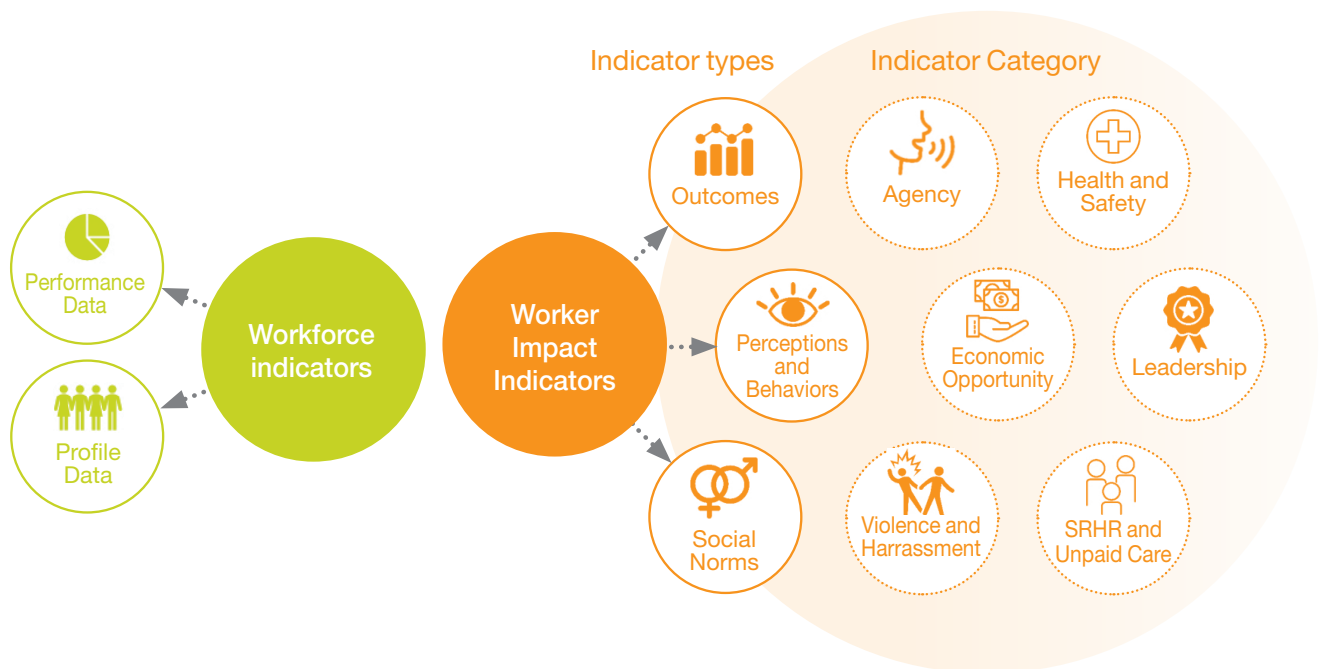 Indicator types
Indicator Category
Outcomes
Agency
Health and
Safety
Performance
Data
Workforce
indicators
Worker
Impact
Indicators
Perceptions
and
Behaviors
Economic
Opportunity
Leadership
Profile
Data
Social
Norms
Violence and
Harrassment
SRHR and
Unpaid Care